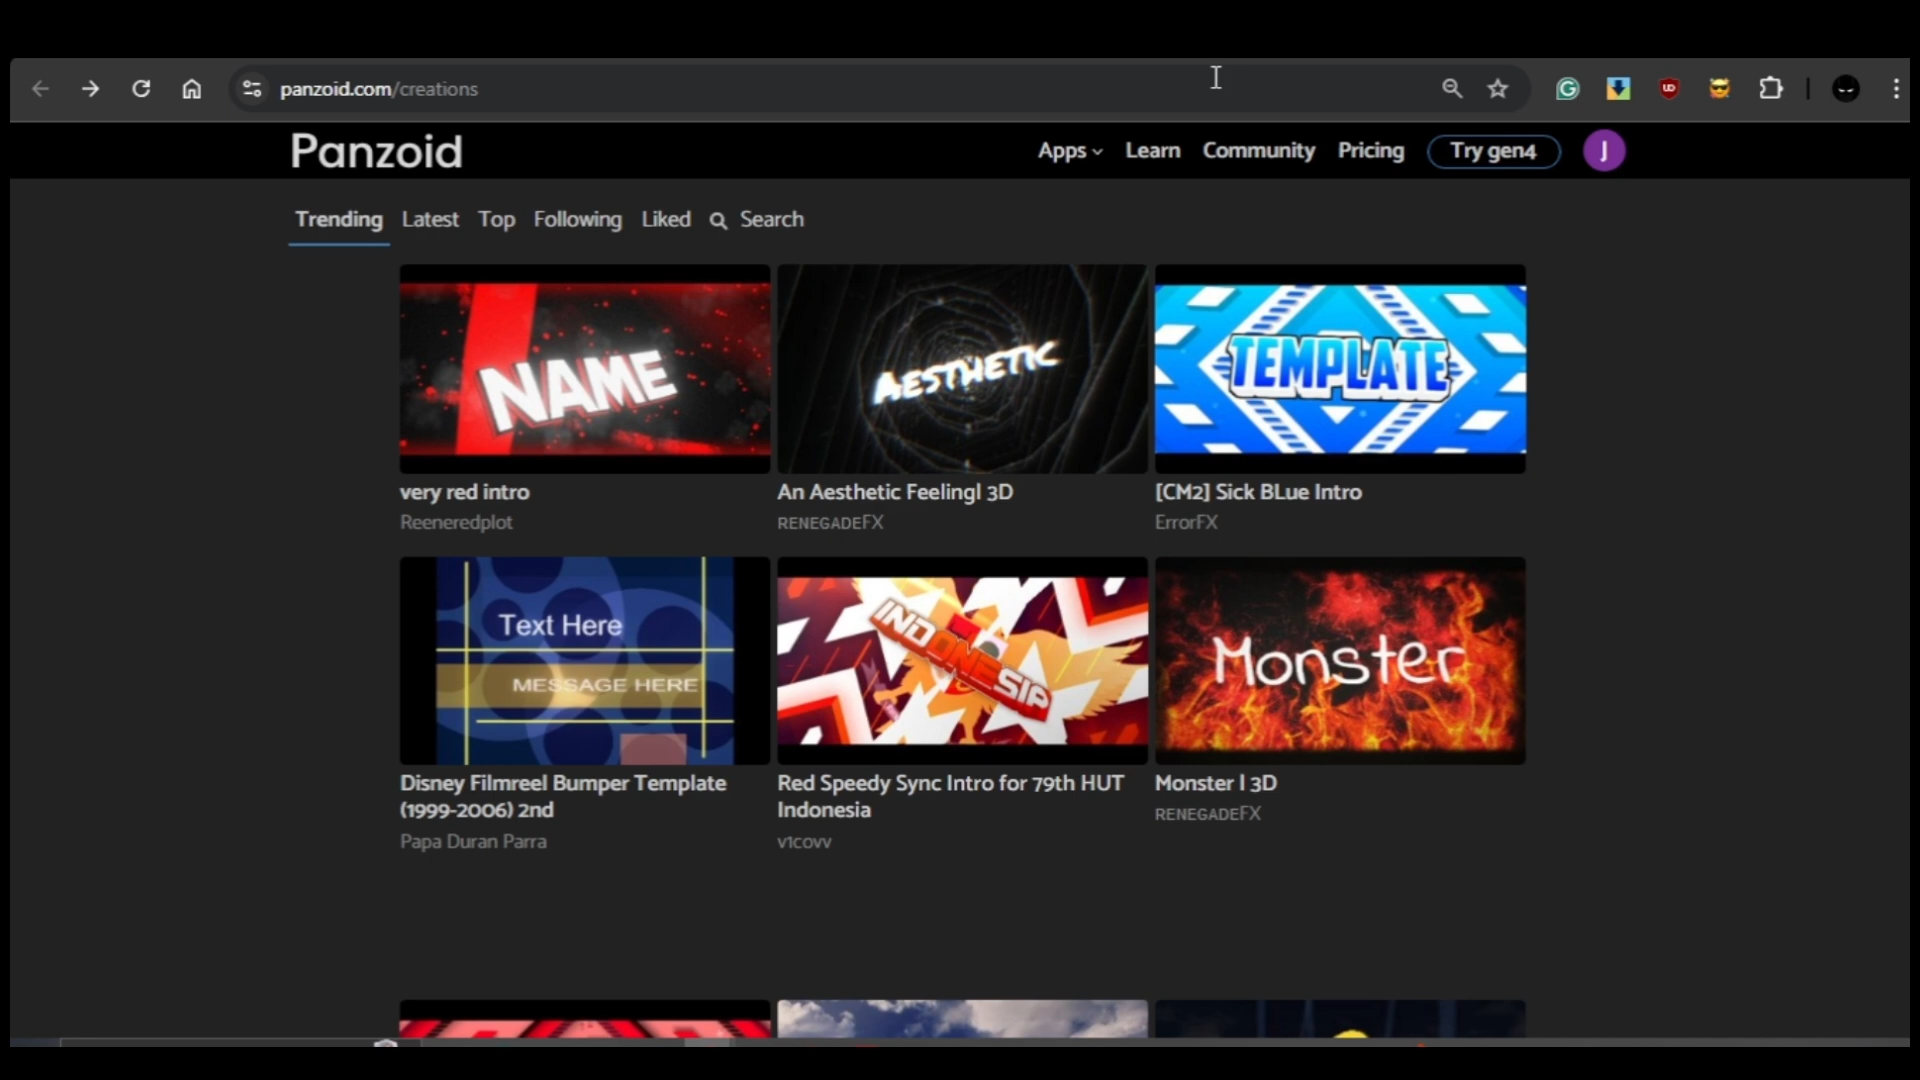 panzoid.com/creations
Panzoid
Apps Learn Community Pricing Try gen4 J
Trending Latest Top Following Liked Search
NAME
AESTHETIC
TEMPLATE
very red intro
Reeneredplot
An Aesthetic Feeling| 3D
RENEGADEFX
[CM2] Sick BLue Intro
ErrorFX
Text Here
MESSAGE HERE
INDONESIA
Monster
Disney Filmreel Bumper Template
(1999-2006) 2nd
Papa Duran Parra
Red Speedy Sync Intro for 79th HUT
Indonesia
v1covv
Monster | 3D
RENEGADEFX